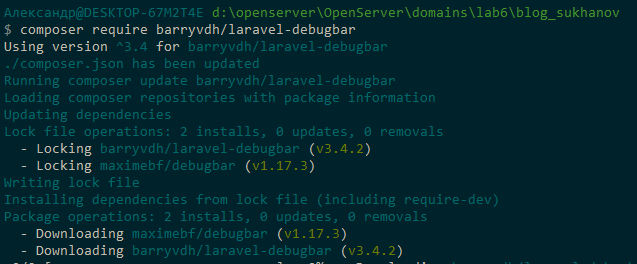 Александр@DESKTOP-67M2T4E d:\openserver\OpenServer\domains\lab6\blog_sukhanov
$ composer require barryvdh/laravel-debugbar
Using version ^3.4 for barryvdh/laravel-debugbar
./composer.json has been updated
Running composer update barryvdh/laravel-debugbar
Loading composer repositories with package information
Updating dependencies
Lock file operations: 2 installs, 0 updates, 0 removals
  - Locking barryvdh/laravel-debugbar (v3.4.2)
  - Locking maximebf/debugbar (v1.17.3)
Writing lock file
Installing dependencies from lock file (including require-dev)
Package operations: 2 installs, 0 updates, 0 removals
  - Downloading maximebf/debugbar (v1.17.3)
  - Downloading barryvdh/laravel-debugbar (v3.4.2)